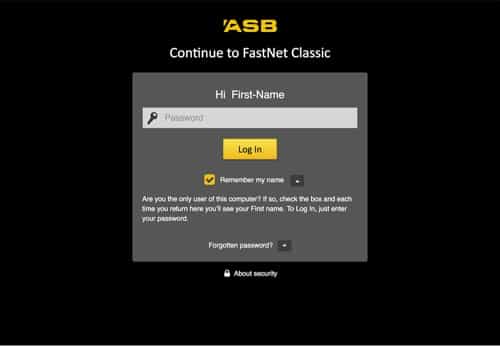 ASB
Continue to FastNet Classic
Hi First-Name
Password
Log In
Remember my name
Are you the only user of this computer? If so, check the box and each
time you return here you'll see your First name. To Log In, just enter
your password.
Forgotten password?
About security